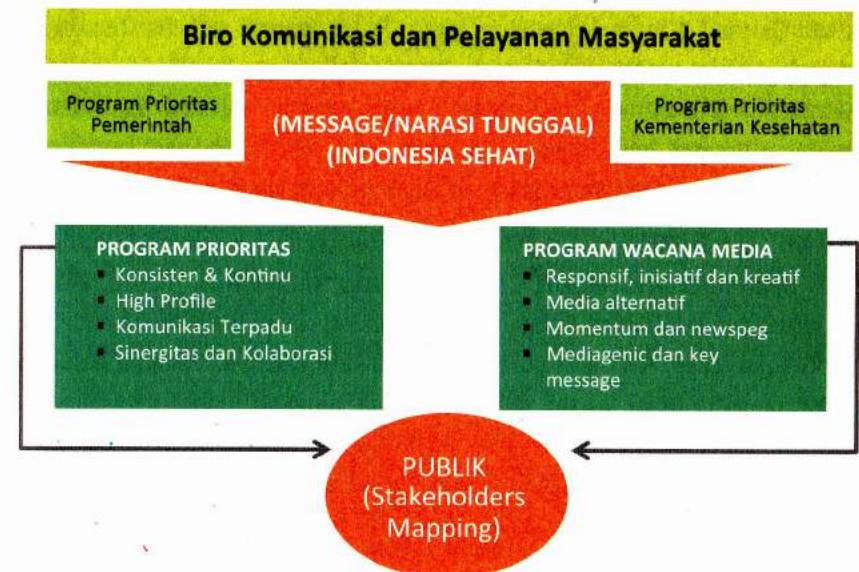 Biro Komunikasi dan Pelayanan Masyarakat
Program Prioritas
Pemerintah
(MESSAGE/NARASI TUNGGAL)
(INDONESIA SEHAT)
Program Prioritas
Kementerian Kesehatan
PROGRAM PRIORITAS
▪ Konsisten & Kontinu
▪ High Profile
▪ Komunikasi Terpadu
▪ Sinergitas dan Kolaborasi
PROGRAM WACANA MEDIA
▪ Responsif, inisiatif dan kreatif
▪ Media alternatif
▪ Momentum dan newspeg
▪ Mediagenic dan key
message
PUBLIK
(Stakeholders
Mapping)